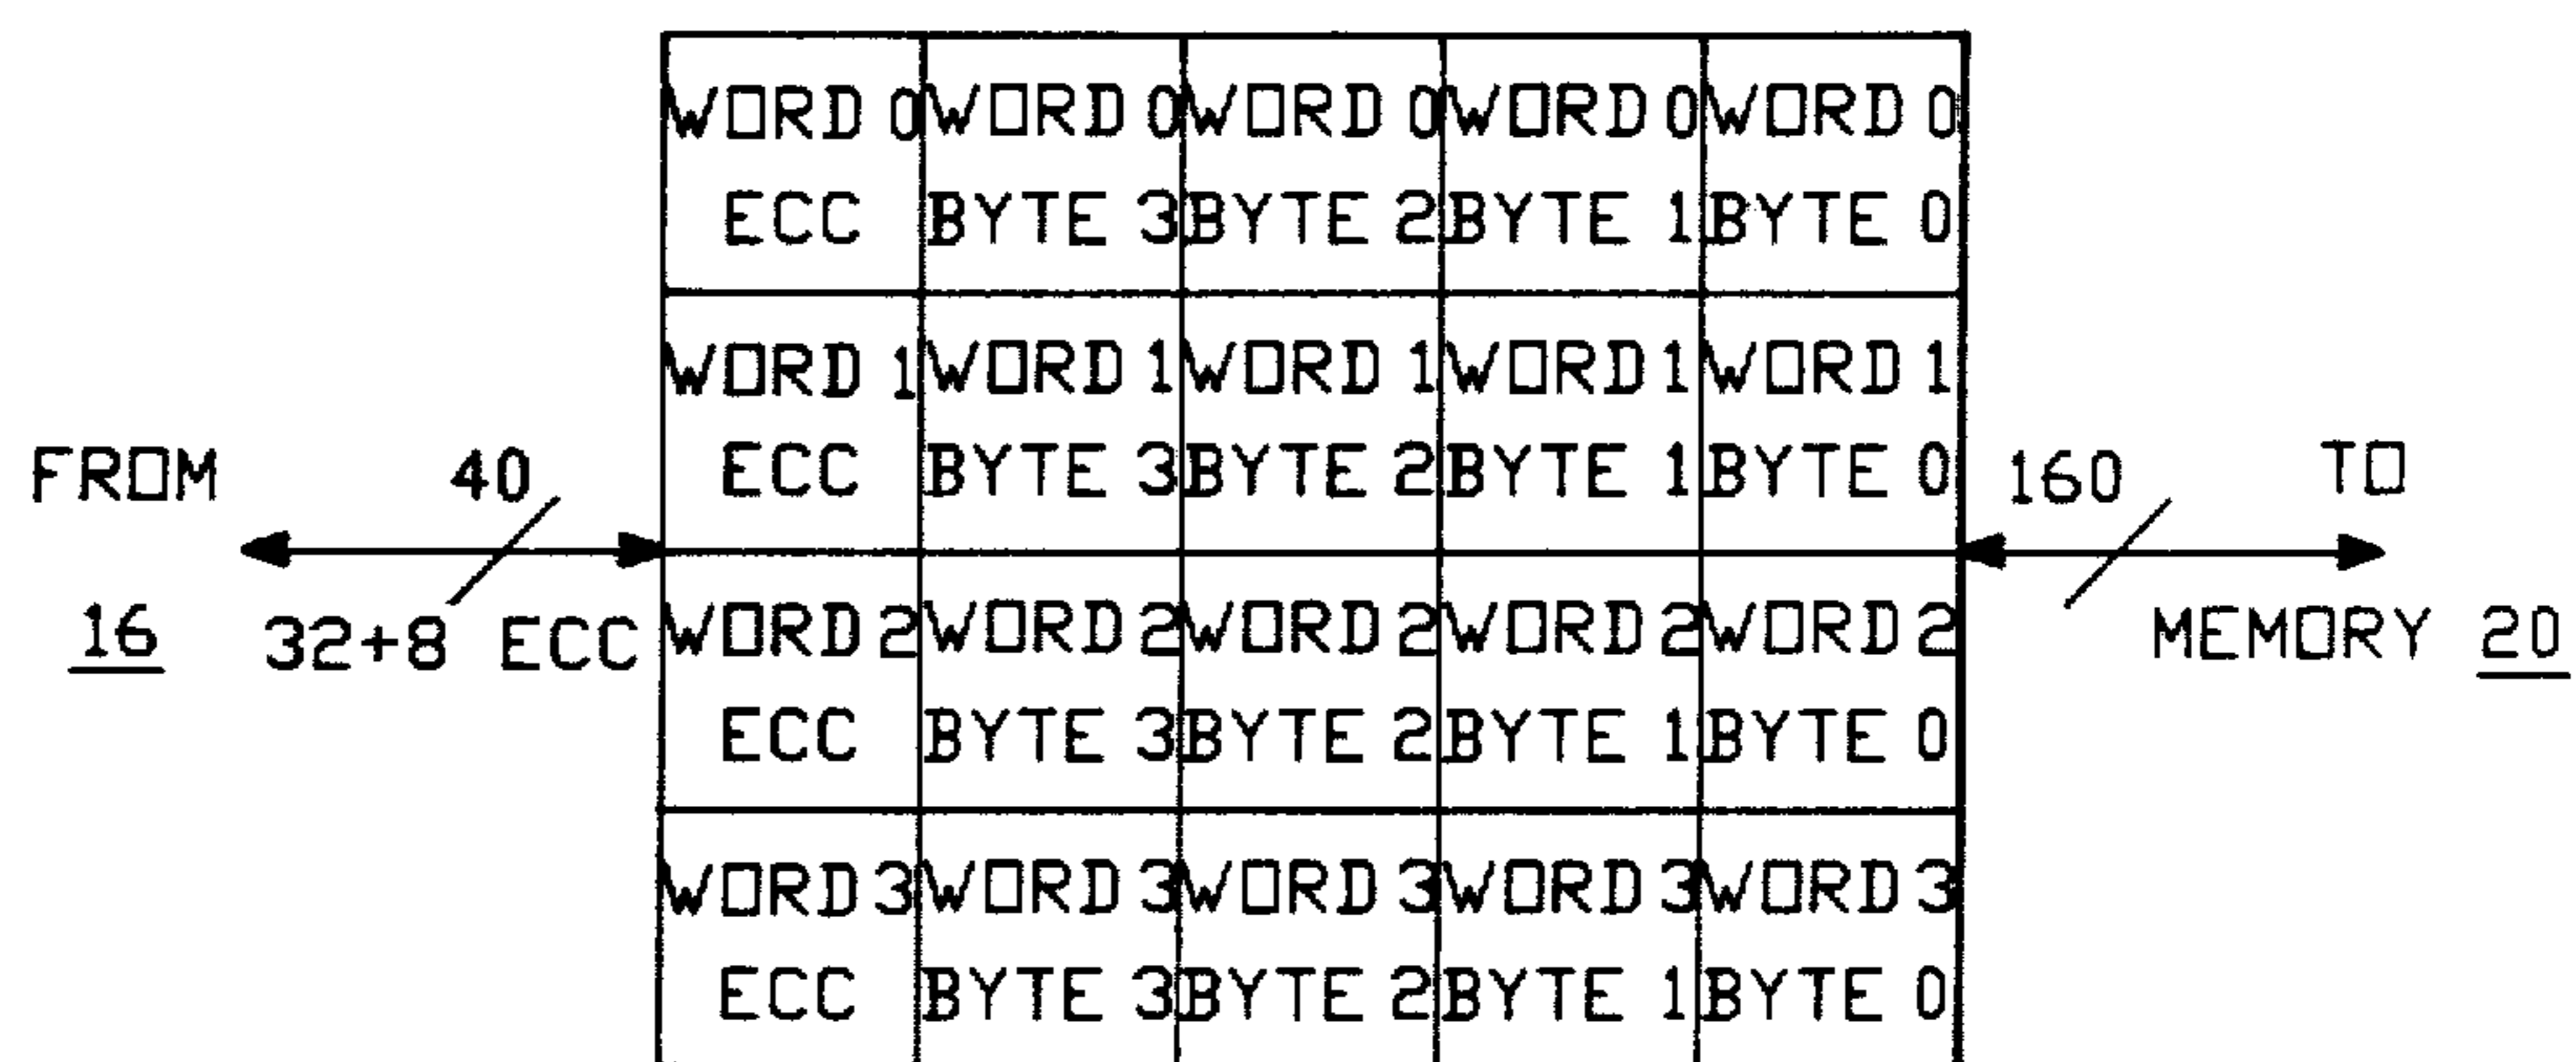 WORD 0 WORD 0 WORD 0 WORD 0 WORD 0
ECC BYTE 3 BYTE 2 BYTE 1 BYTE 0
WORD 1 WORD 1 WORD 1 WORD 1 WORD 1
FROM 40 ECC BYTE 3 BYTE 2 BYTE 1 BYTE 0 160 TO
16 32+8 ECC WORD 2 WORD 2 WORD 2 WORD 2 WORD 2 MEMORY 20
ECC BYTE 3 BYTE 2 BYTE 1 BYTE 0
WORD 3 WORD 3 WORD 3 WORD 3 WORD 3
ECC BYTE 3 BYTE 2 BYTE 1 BYTE 0